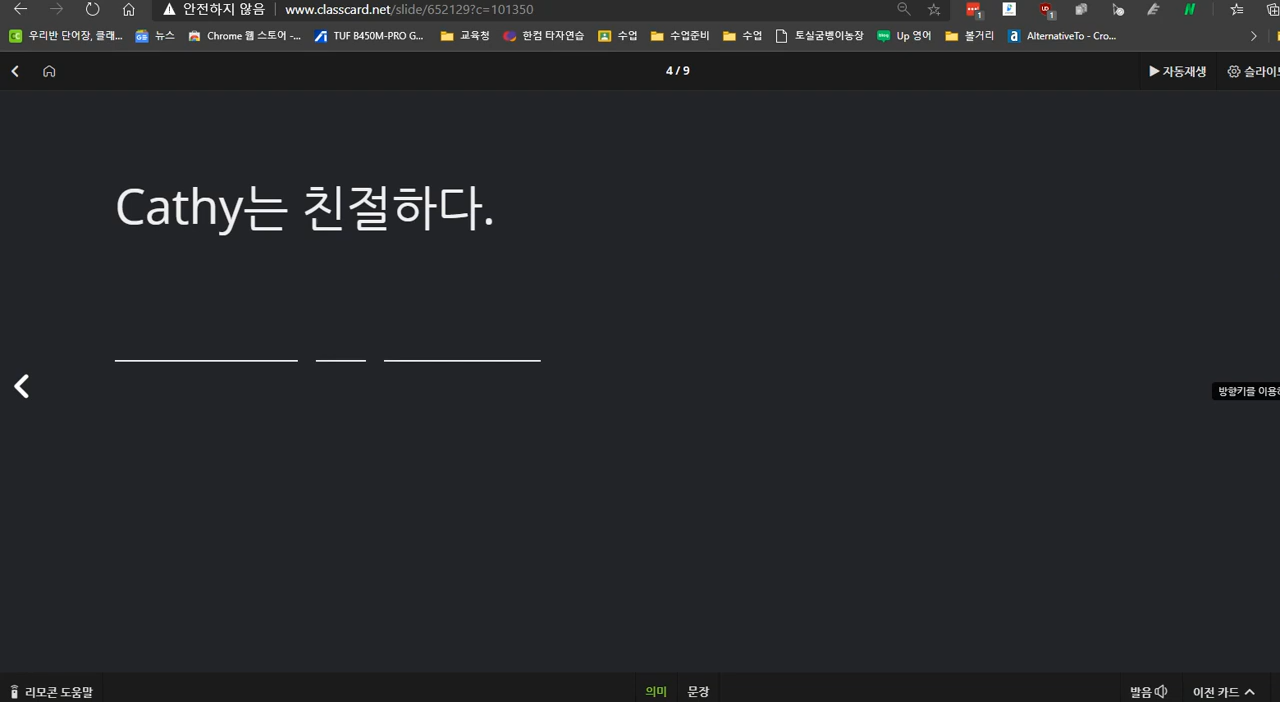 안전하지 않음 www.classcard.net/slide/652129?c=101350
우리반 단어장, 클래... 뉴스 Chrome 웹 스토어 -... TUF B450M-PRO G... 교육청 한컴 타자연습 수업 수업준비 수엽 토실굼벵이농장 Up 영어 볼거리 AlternativeTo - Cro...
4 / 9 자동재생 슬라이드
Cathy는 친절하다.
방향키를 이용하
리모콘 도움말 의미 문장 발음 이전 카드